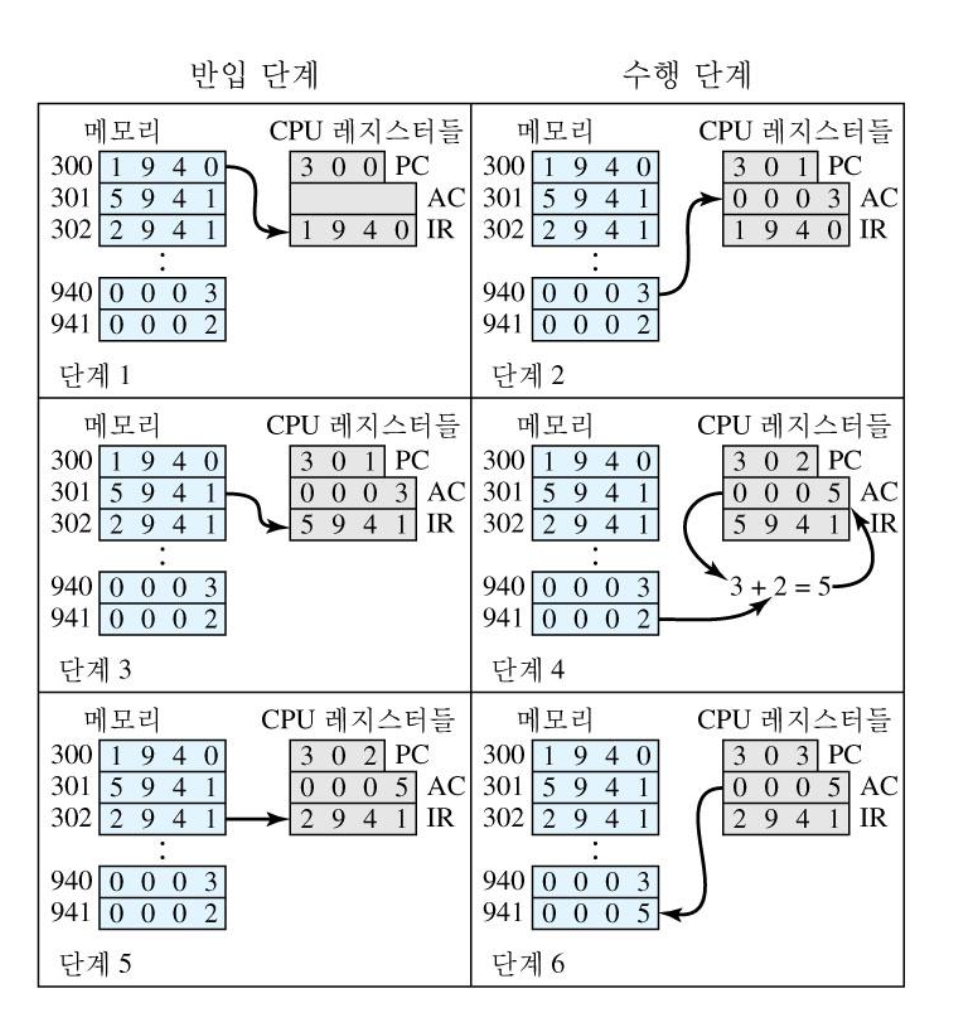 반입 단계
수행 단계
메모리 CPU 레지스터들
300 1 9 4 0 3 0 0 PC
301 5 9 4 1 AC
302 2 9 4 1 1 9 4 0 IR
⋮
940 0 0 0 3
941 0 0 0 2
단계 1
메모리 CPU 레지스터들
300 1 9 4 0 3 0 1 PC
301 5 9 4 1 0 0 0 3 AC
302 2 9 4 1 1 9 4 0 IR
⋮
940 0 0 0 3
941 0 0 0 2
단계 2
메모리 CPU 레지스터들
300 1 9 4 0 3 0 1 PC
301 5 9 4 1 0 0 0 3 AC
302 2 9 4 1 5 9 4 1 IR
⋮
940 0 0 0 3
941 0 0 0 2
단계 3
메모리 CPU 레지스터들
300 1 9 4 0 3 0 2 PC
301 5 9 4 1 0 0 0 5 AC
302 2 9 4 1 5 9 4 1 IR
⋮
940 0 0 0 3 3 + 2 = 5
941 0 0 0 2
단계 4
메모리 CPU 레지스터들
300 1 9 4 0 3 0 2 PC
301 5 9 4 1 0 0 0 5 AC
302 2 9 4 1 2 9 4 1 IR
⋮
940 0 0 0 3
941 0 0 0 2
단계 5
메모리 CPU 레지스터들
300 1 9 4 0 3 0 3 PC
301 5 9 4 1 0 0 0 5 AC
302 2 9 4 1 2 9 4 1 IR
⋮
940 0 0 0 3
941 0 0 0 5
단계 6